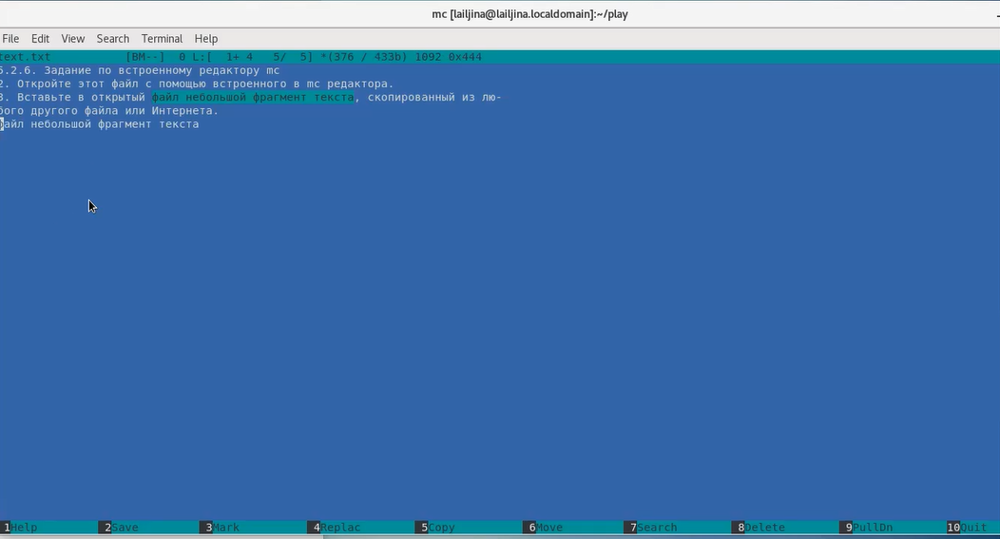 mc [lailjina@lailjina.localdomain]:~/play
File Edit View Search Terminal Help
text.txt [BM--] 0 L:[ 1+ 4 5/ 5] *(376 / 433b) 1092 0x444
5.2.6. Задание по встроенному редактору mc
2. Откройте этот файл с помощью встроенного в mc редактора.
3. Вставьте в открытый файл небольшой фрагмент текста, скопированный из лю-
бого другого файла или Интернета.
файл небольшой фрагмент текста
1Help 2Save 3Mark 4Replac 5Copy 6Move 7Search 8Delete 9PullDn 10Quit